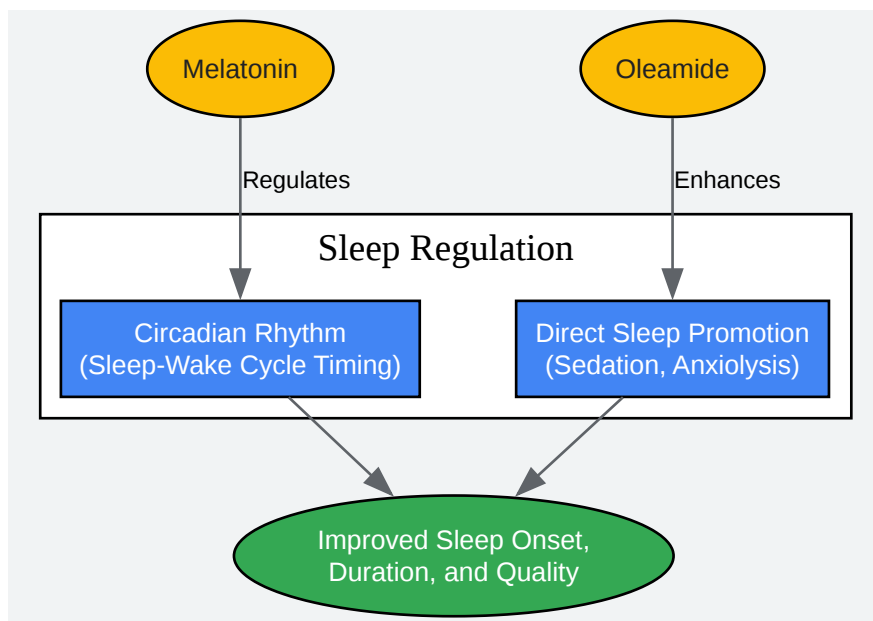 Melatonin
Oleamide
Regulates
Enhances
Sleep Regulation
Circadian Rhythm
(Sleep-Wake Cycle Timing)
Direct Sleep Promotion
(Sedation, Anxiolysis)
Improved Sleep Onset,
Duration, and Quality